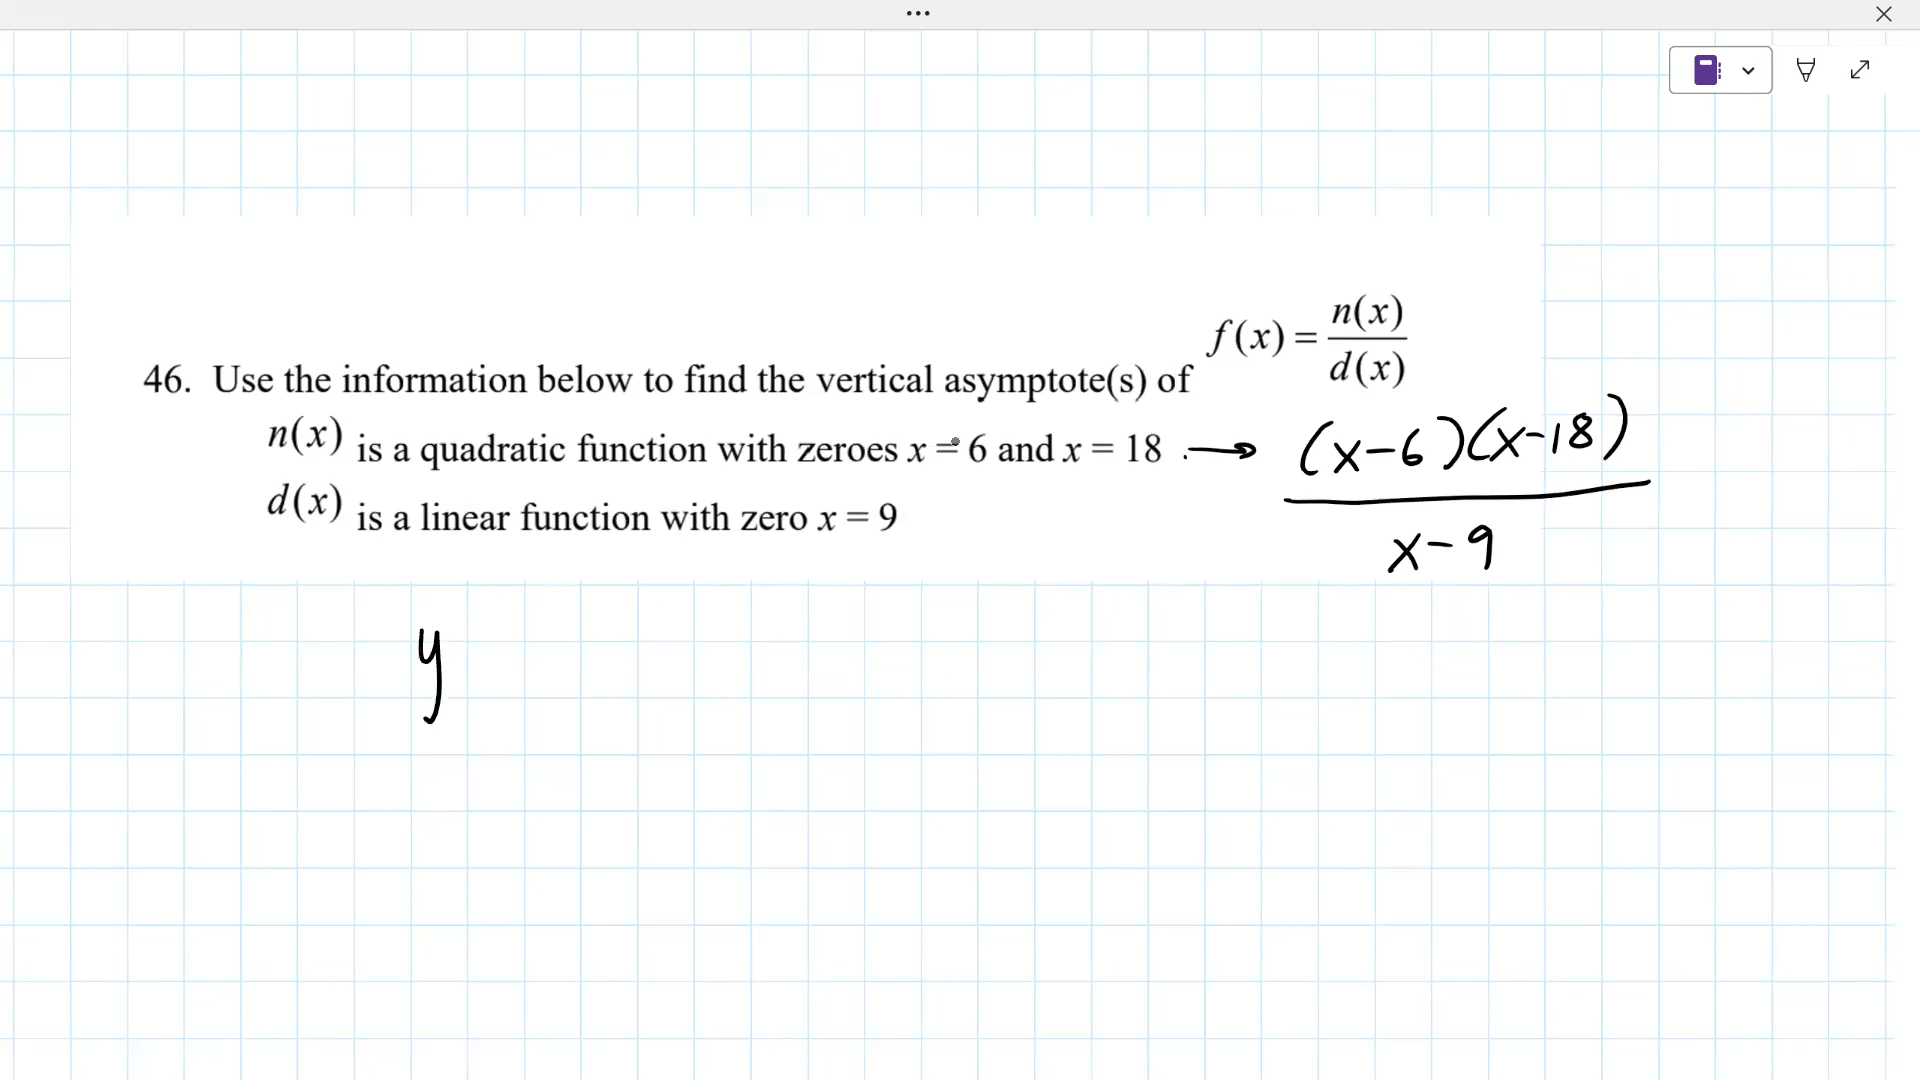 f(x) = n(x)/d(x)
46. Use the information below to find the vertical asymptote(s) of
n(x) is a quadratic function with zeroes x = 6 and x = 18 → (x-6)(x-18)
d(x) is a linear function with zero x = 9
x-9
y